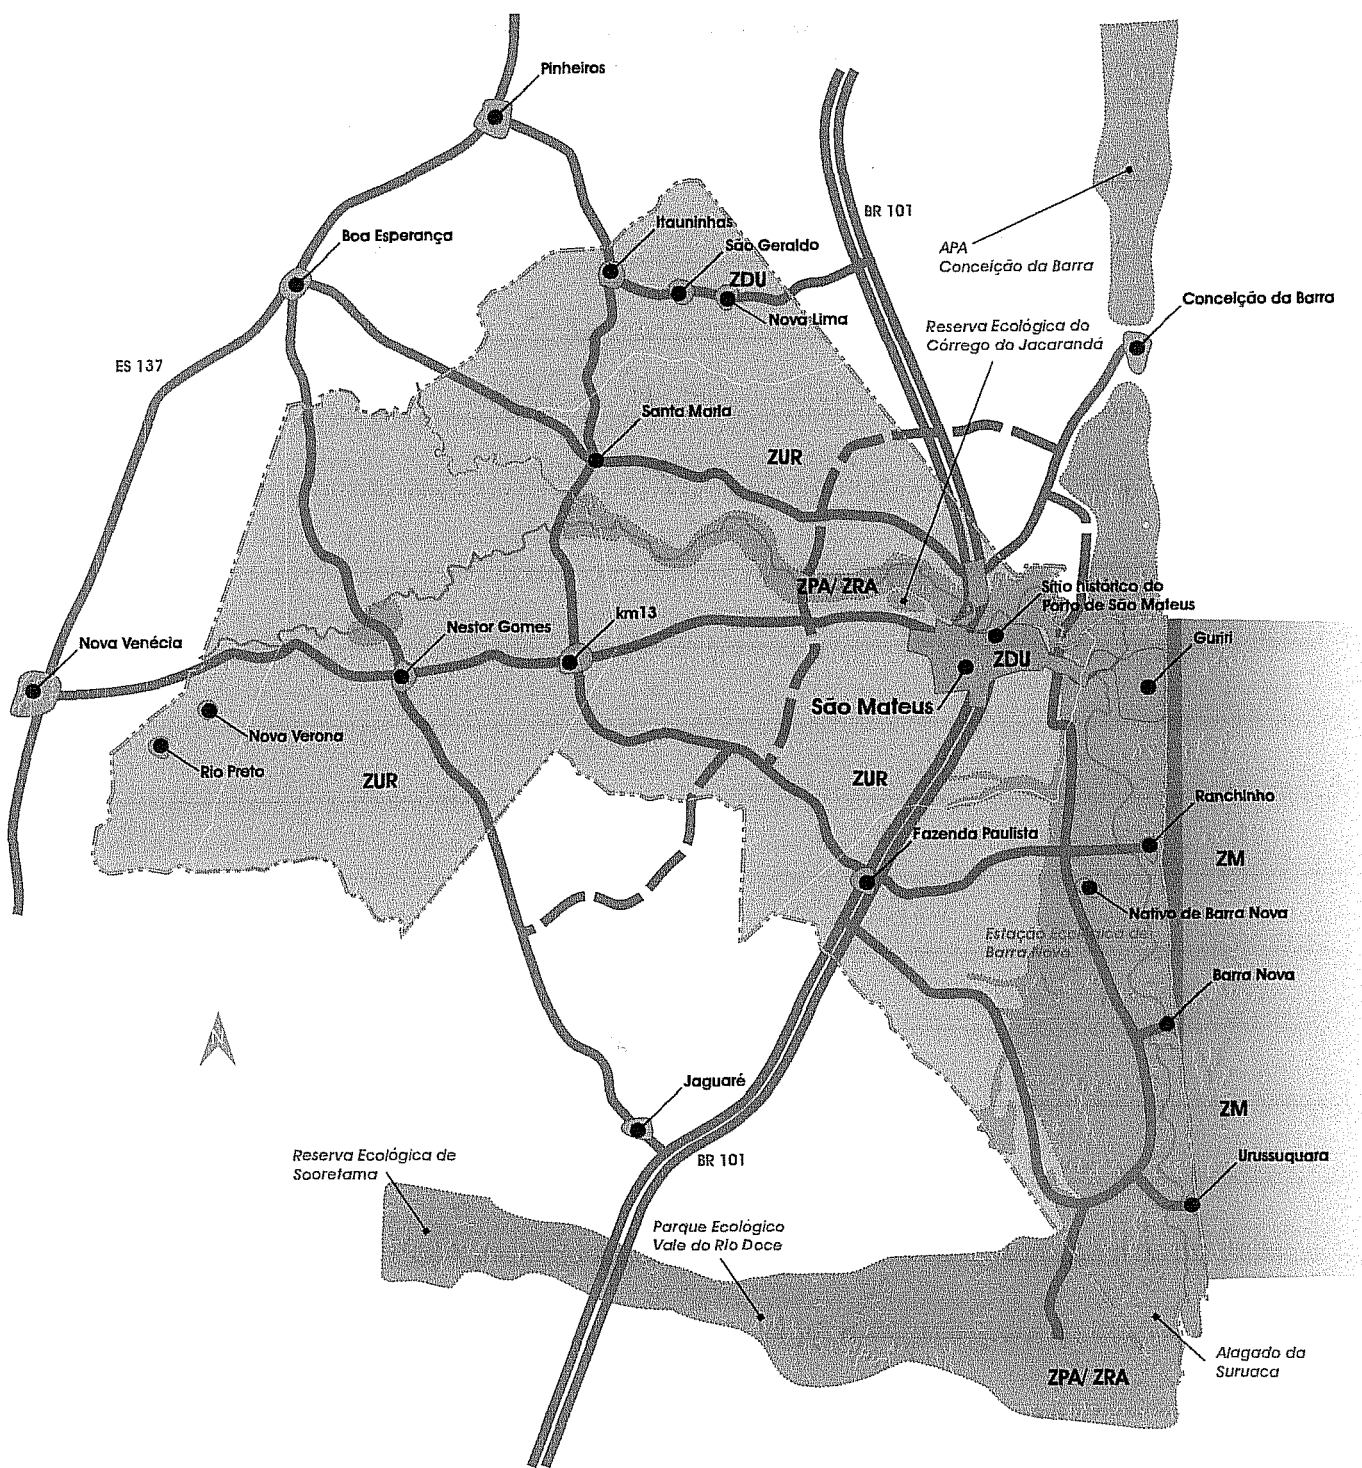 Pinheiros
BR 101
Itauninhas
Boa Esperança
São Geraldo
APA
Conceição da Barra
ZDU
Conceição da Barra
Nova Lima
Reserva Ecológica do
Córrego do Jacarandá
ES 137
Santa Maria
ZUR
ZPA/ ZRA
Sítio histórico do
Porto de São Mateus
km13
Nestor Gomes
Guriri
Nova Venécia
ZDU
São Mateus
Nova Verona
Rio Preto
ZUR
ZUR
Ranchinho
Fazenda Paulista
ZM
Nativo de Barra Nova
Estação Ecológica de
Barra Nova
Barra Nova
Jaguaré
ZM
BR 101
Reserva Ecológica de
Sooretama
Urussuquara
Parque Ecológico
Vale do Rio Doce
Alagado da
Suruaca
ZPA/ ZRA